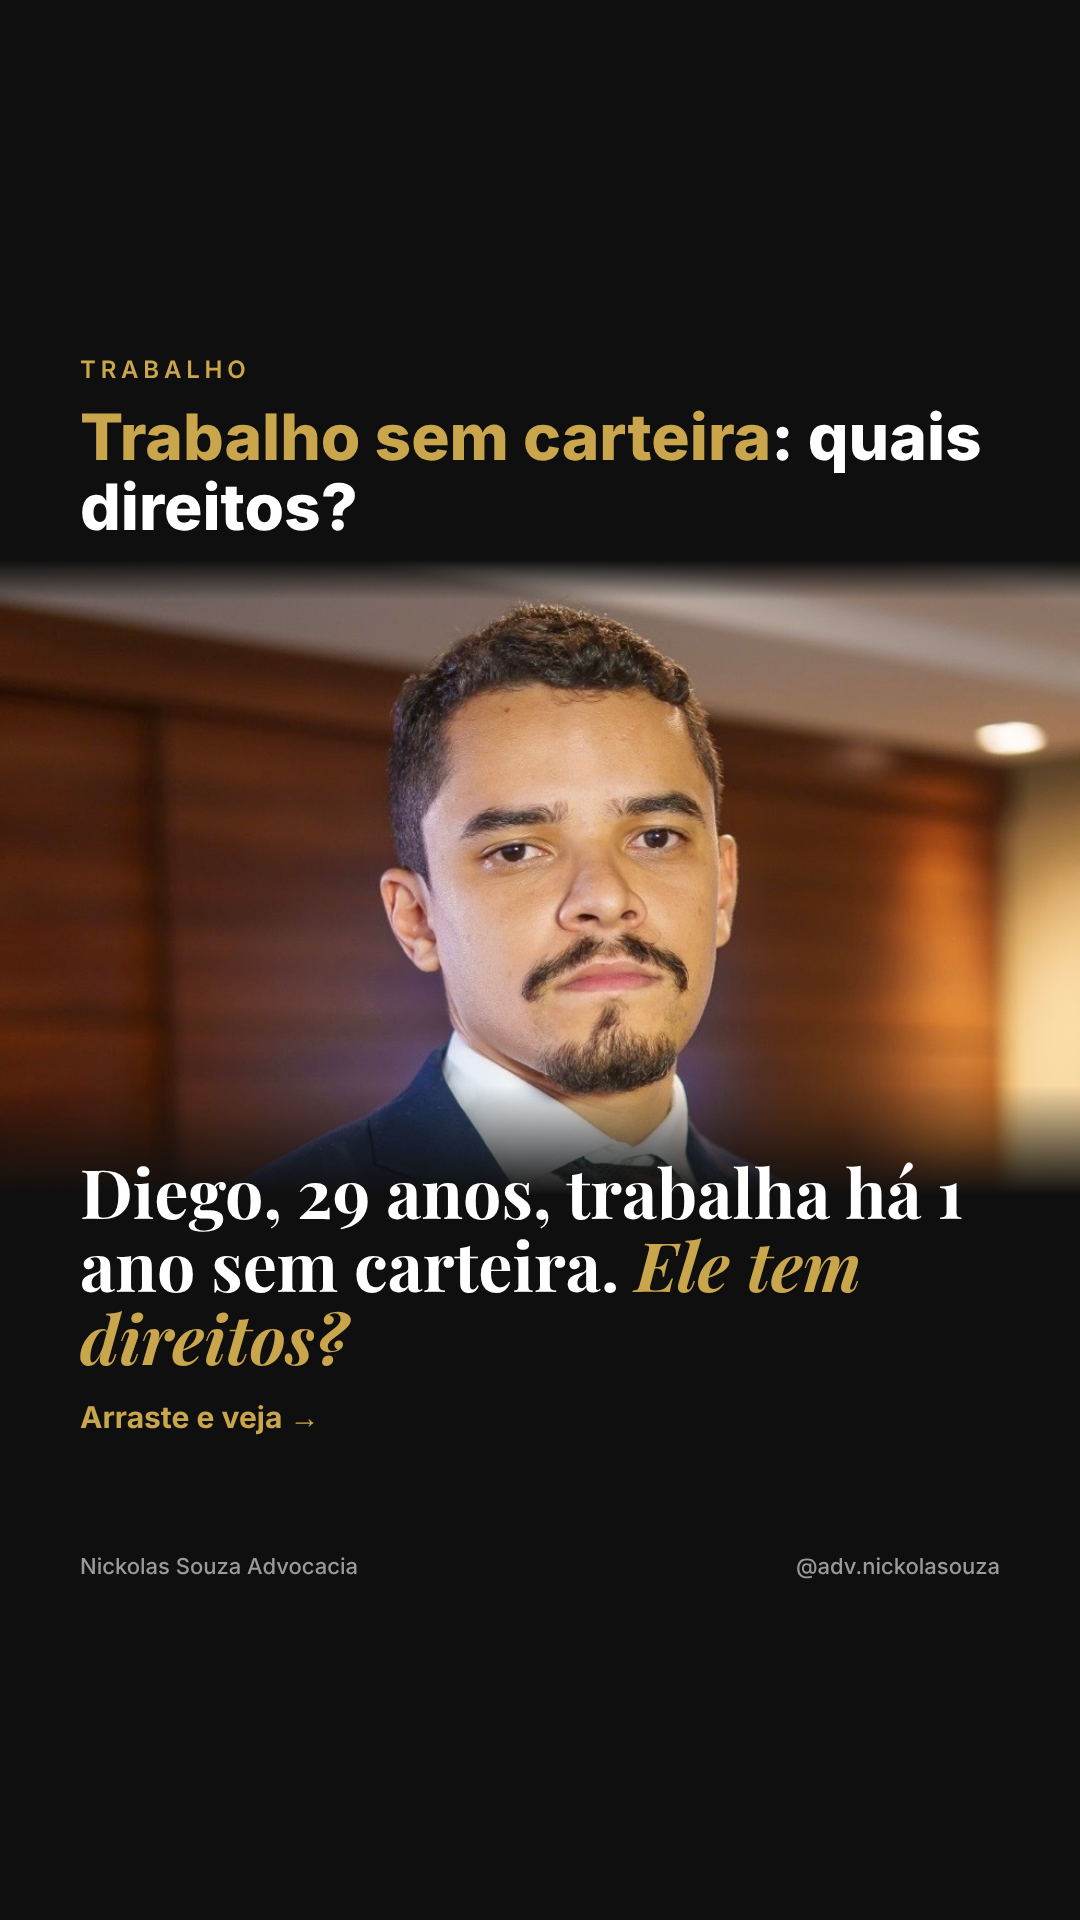 TRABALHO
Trabalho sem carteira: quais
direitos?
Diego, 29 anos, trabalha há 1
ano sem carteira. Ele tem
direitos?
Arraste e veja →
Nickolas Souza Advocacia
@adv.nickolasouza